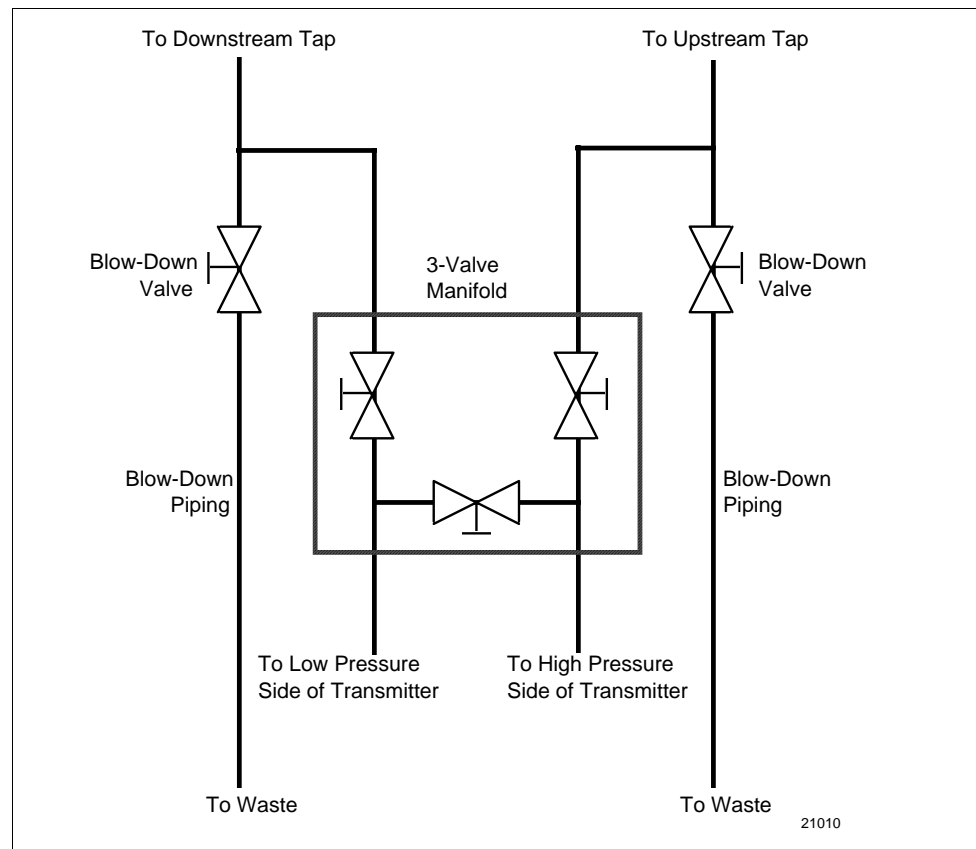 To Downstream Tap
To Upstream Tap
Blow-Down
Valve
3-Valve
Manifold
Blow-Down
Valve
Blow-Down
Piping
Blow-Down
Piping
To Low Pressure
Side of Transmitter
To High Pressure
Side of Transmitter
To Waste
To Waste
21010